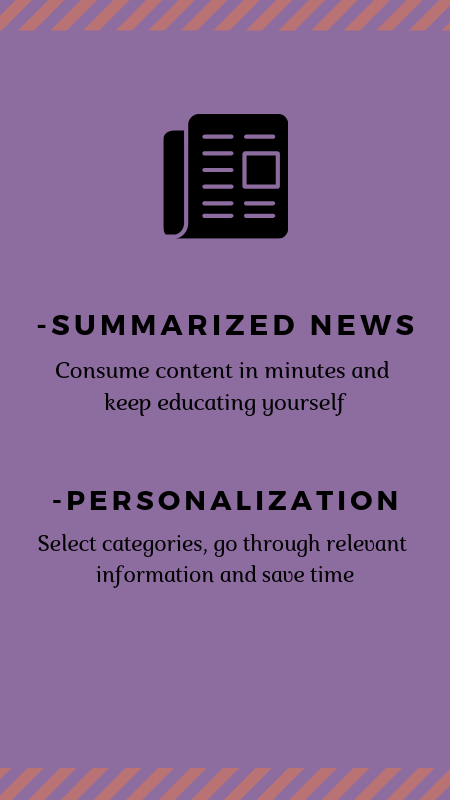 -SUMMARIZED NEWS
Consume content in minutes and
keep educating yourself
-PERSONALIZATION
Select categories, go through relevant
information and save time